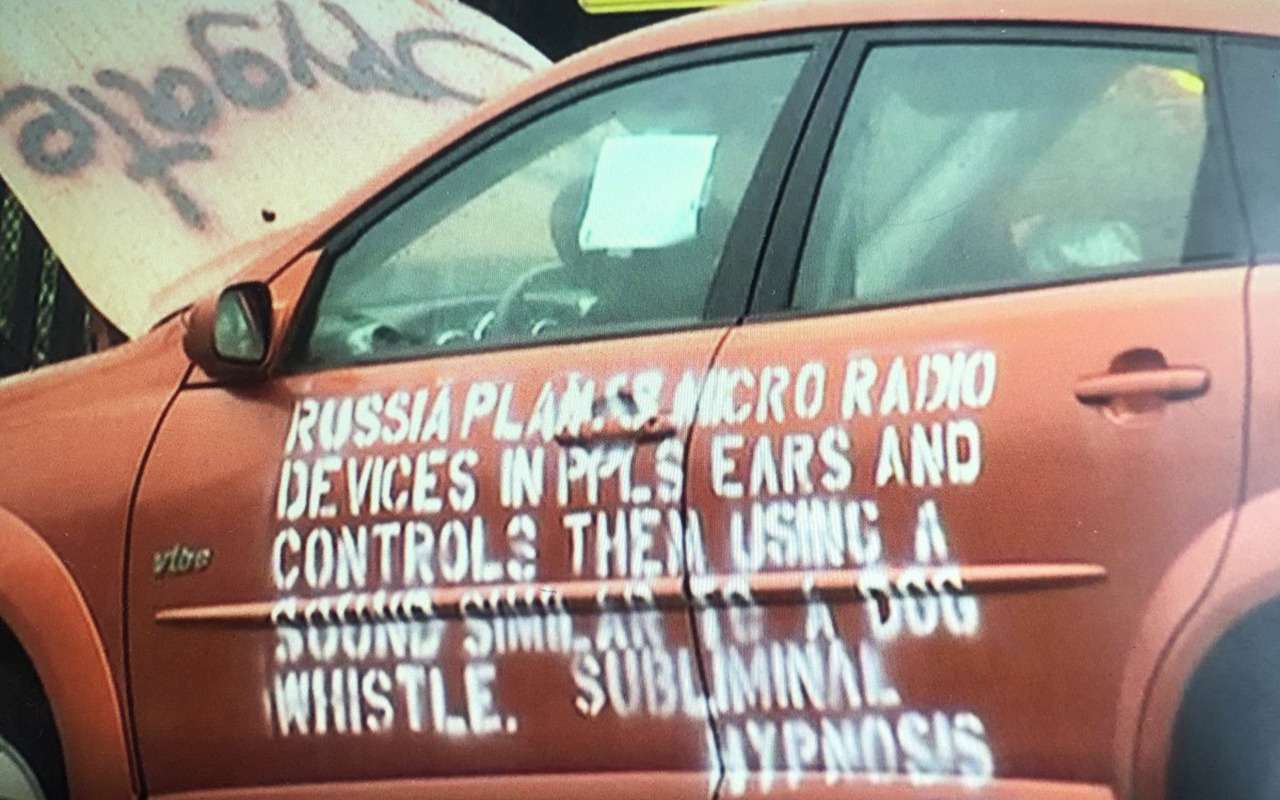 RUSSIA PLANTS MICRO RADIO
DEVICES IN PPLS EARS AND
CONTROLS THEM USING A
SOUND SIMILAR TO A DOG
WHISTLE. SUBLIMINAL
HYPNOSIS
vibe